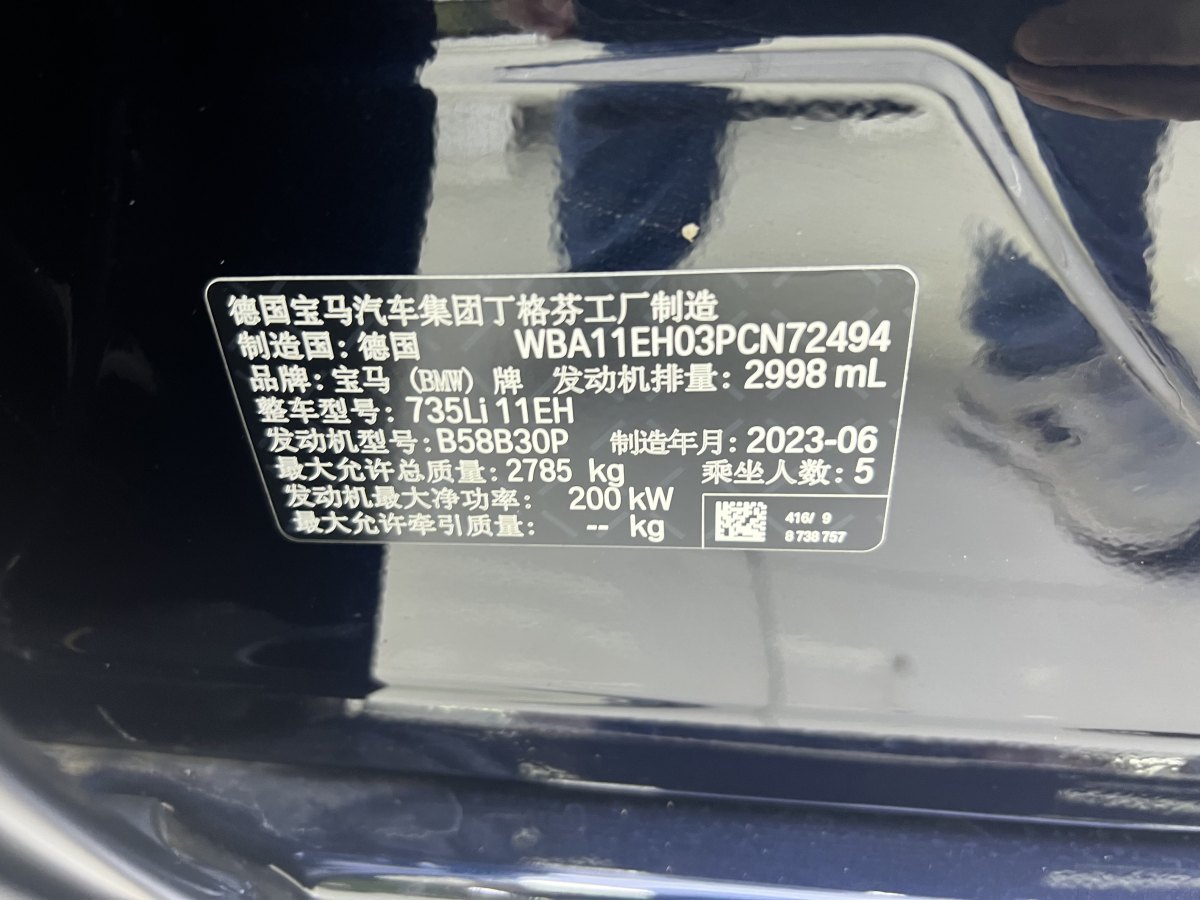 德国宝马汽车集团丁格芬工厂制造
制造国：德国 WBA11EH03PCN72494
品牌：宝马（BMW）牌 发动机排量：2998 mL
整车型号：735Li 11EH
发动机型号：B58B30P 制造年月：2023-06
最大允许总质量：2785 kg 乘坐人数：5
发动机最大净功率： 200 kW
最大允许牵引质量： -- kg
416/ 9
8 738 757